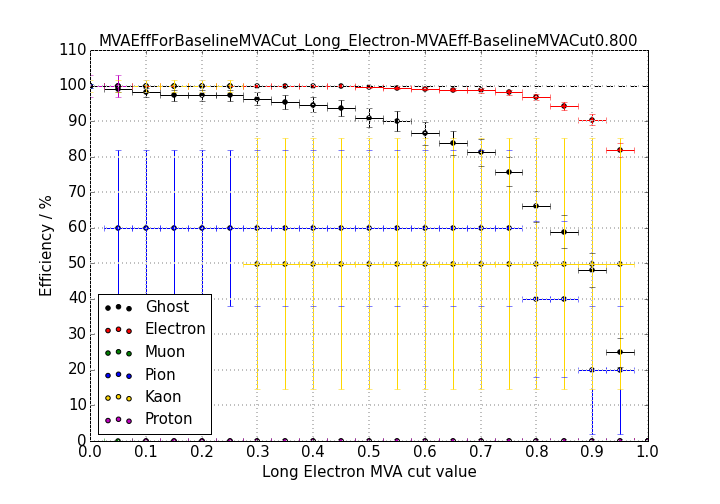 MVAEffForBaselineMVACut_Long_Electron-MVAEff-BaselineMVACut0.800
110
100
90
80
70
60
50
40
30
20
10
0
Efficiency / %
Ghost
Electron
Muon
Pion
Kaon
Proton
0.0 0.1 0.2 0.3 0.4 0.5 0.6 0.7 0.8 0.9 1.0
Long Electron MVA cut value